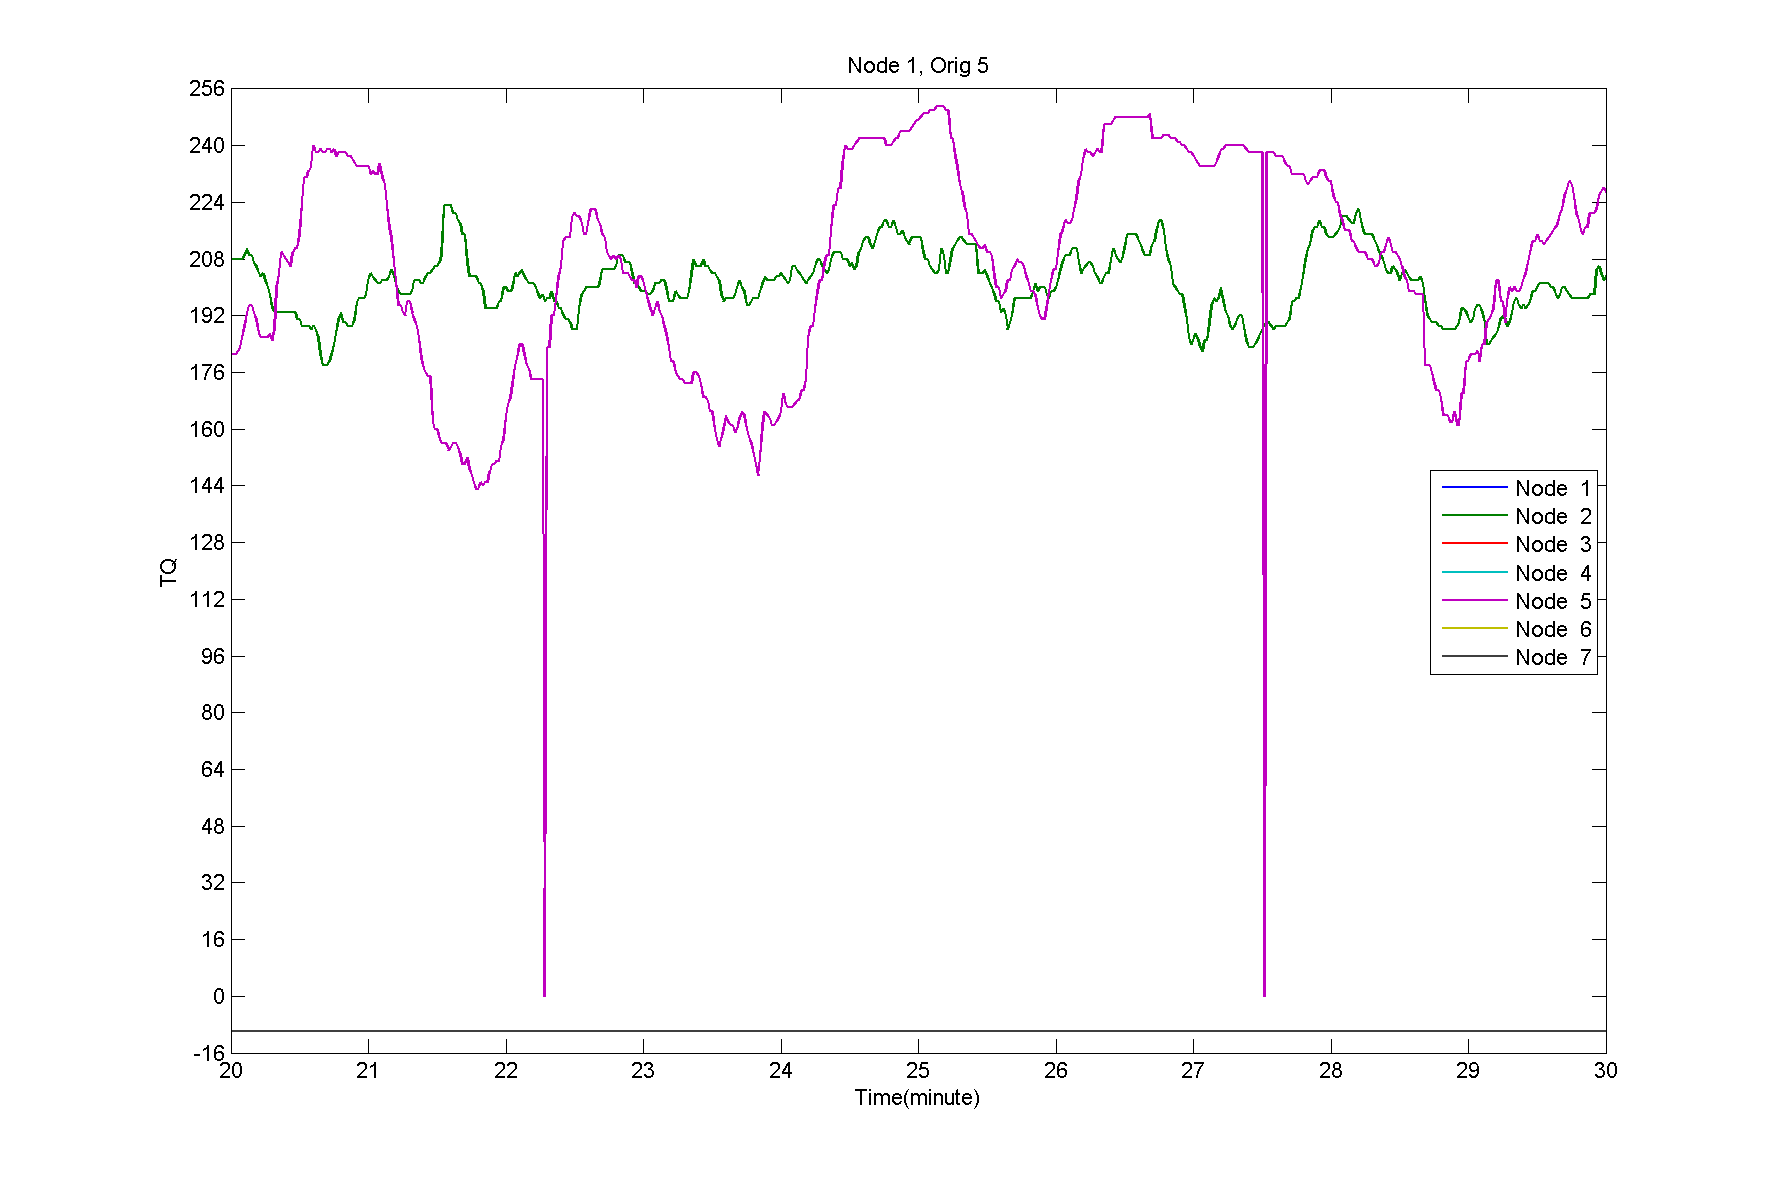 Node 1, Orig 5
256
240
224
208
192
176
160
144
128
112
96
80
64
48
32
16
0
-16
TQ
Node 1
Node 2
Node 3
Node 4
Node 5
Node 6
Node 7
20 21 22 23 24 25 26 27 28 29 30
Time(minute)